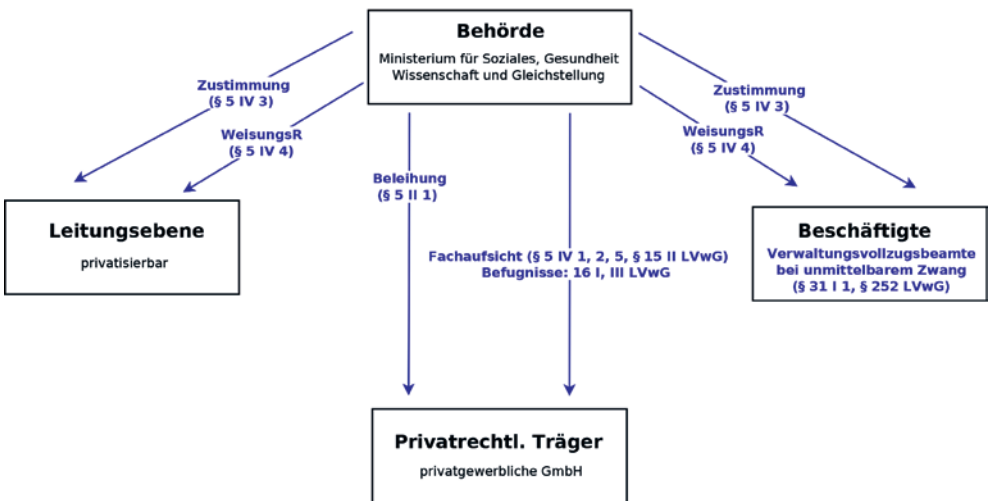 Behörde
Ministerium für Soziales, Gesundheit
Wissenschaft und Gleichstellung
Zustimmung
(§ 5 IV 3)
WeisungsR
(§ 5 IV 4)
Zustimmung
(§ 5 IV 3)
WeisungsR
(§ 5 IV 4)
Beleihung
(§ 5 II 1)
Fachaufsicht (§ 5 IV 1, 2, 5, § 15 II LVwG)
Befugnisse: 16 I, III LVwG
Leitungsebene
privatisierbar
Beschäftigte
Verwaltungsvollzugsbeamte
bei unmittelbarem Zwang
(§ 31 I 1, § 252 LVwG)
Privatrechtl. Träger
privatgewerbliche GmbH